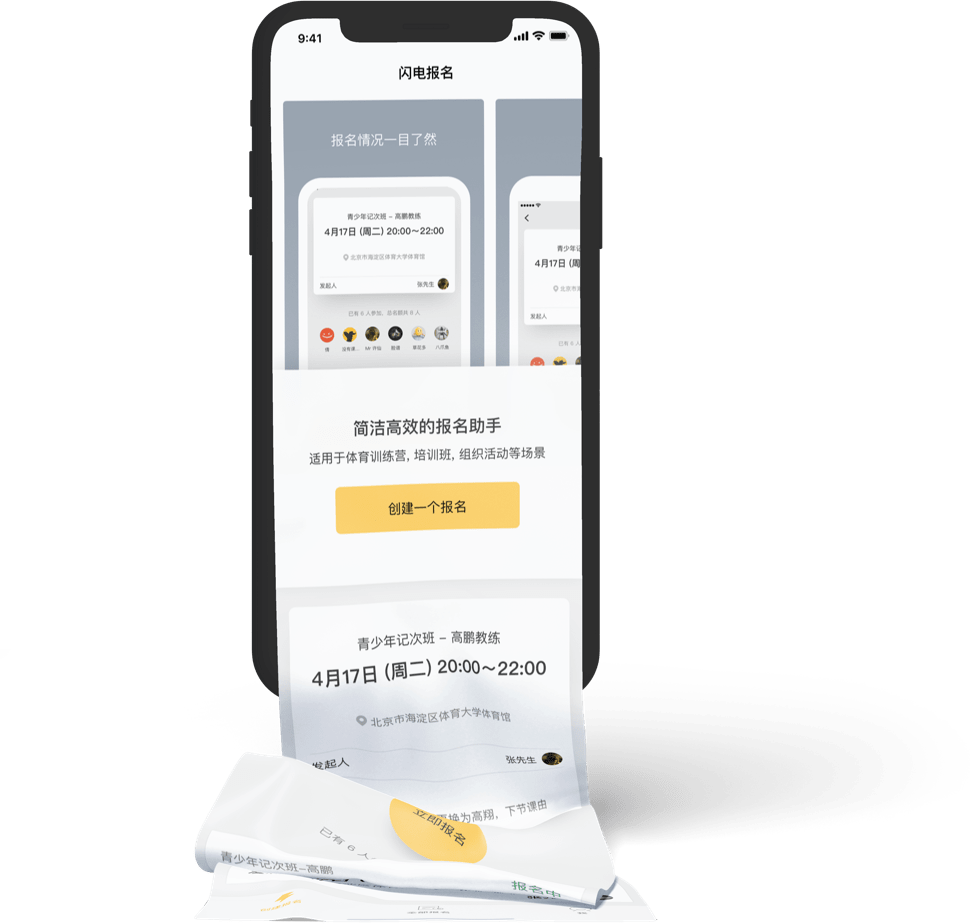 9:41
闪电报名
报名情况一目了然
青少年记次班 – 高鹏教练
4月17日 (周二) 20:00～22:00
北京市海淀区体育大学体育馆
发起人 张先生
已有 6 人参加, 总名额共 8 人
青少年记
4月17日 (周
北京市
发起人
已有 6 人
简洁高效的报名助手
适用于体育训练营, 培训班, 组织活动等场景
创建一个报名
青少年记次班 – 高鹏教练
4月17日 (周二) 20:00～22:00
北京市海淀区体育大学体育馆
发起人 张先生
更换为高翔, 下节课由
立即报名
已有 6 人
青少年记次班–高鹏
报名中